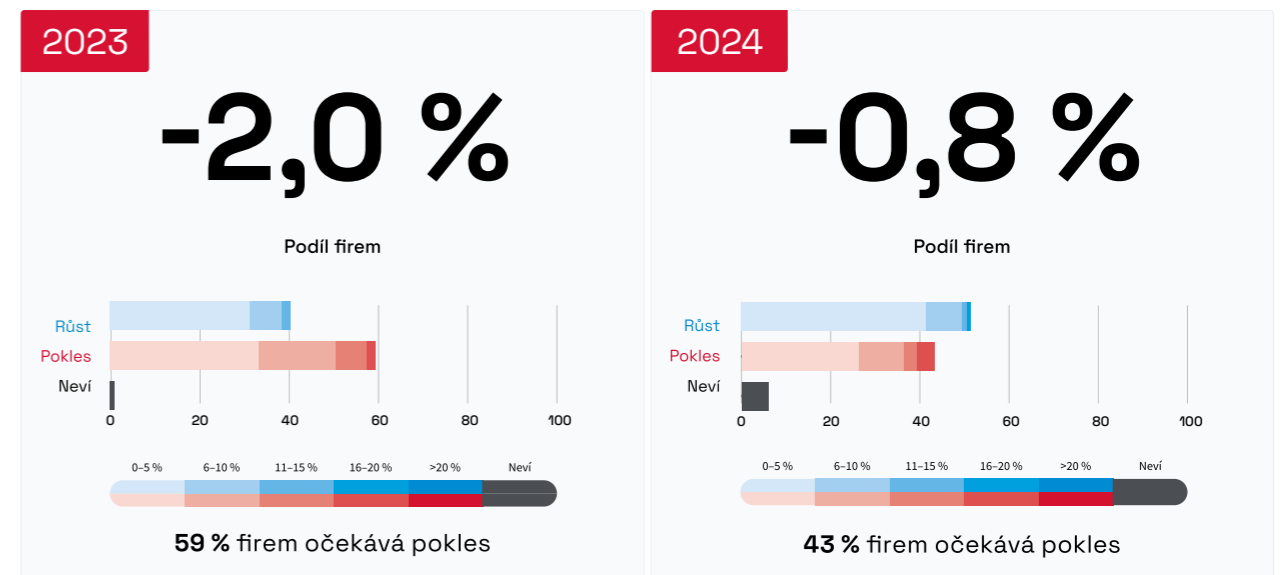 2023
-2,0 %
Podíl firem
Růst
Pokles
Neví
0 20 40 60 80 100
0–5 % 6–10 % 11–15 % 16–20 % >20 % Neví
59 % firem očekává pokles
2024
-0,8 %
Podíl firem
Růst
Pokles
Neví
0 20 40 60 80 100
0–5 % 6–10 % 11–15 % 16–20 % >20 % Neví
43 % firem očekává pokles